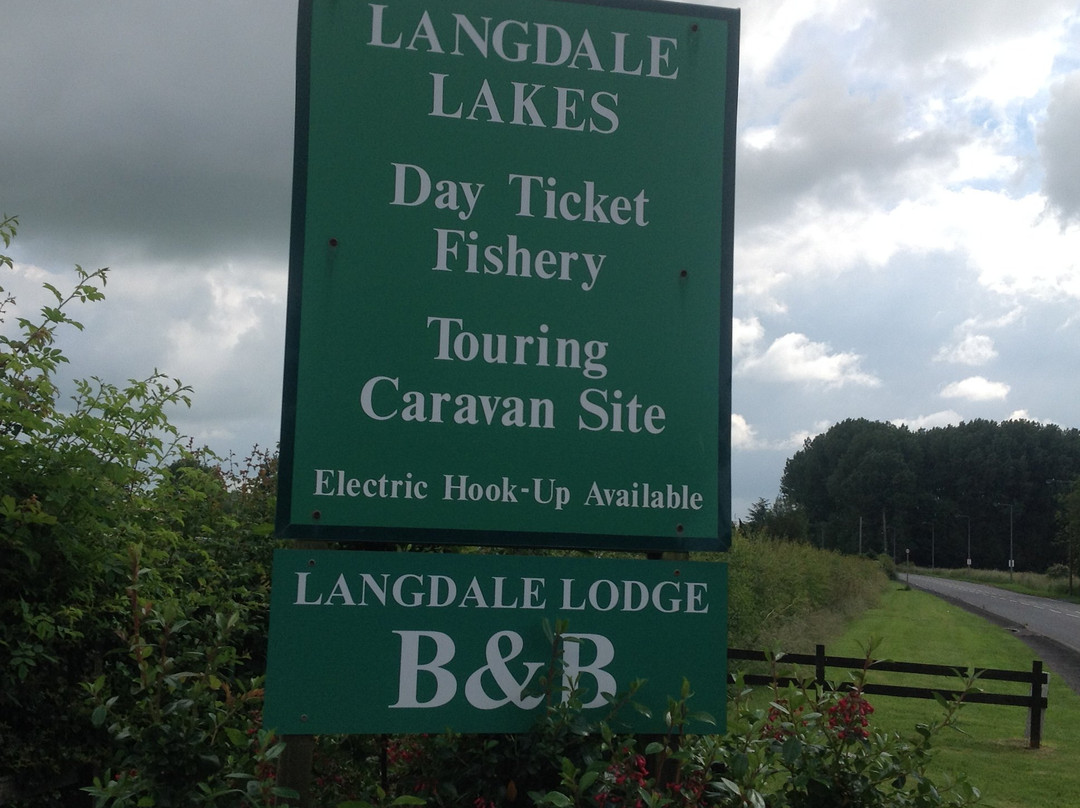 LANGDALE
LAKES
Day Ticket
Fishery
Touring
Caravan Site
Electric Hook-Up Available
LANGDALE LODGE
B&B